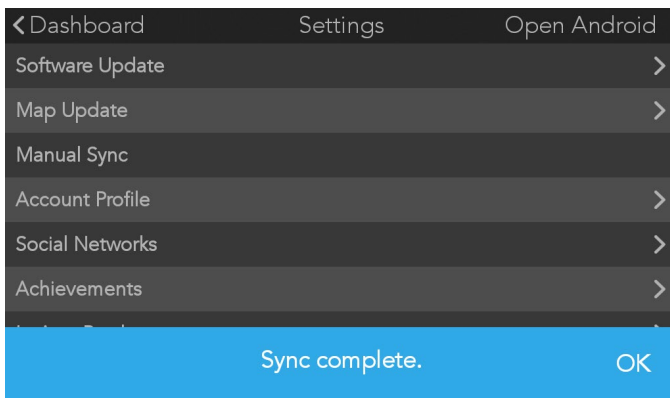 Dashboard Settings Open Android
Software Update
Map Update
Manual Sync
Account Profile
Social Networks
Achievements
Sync complete. OK